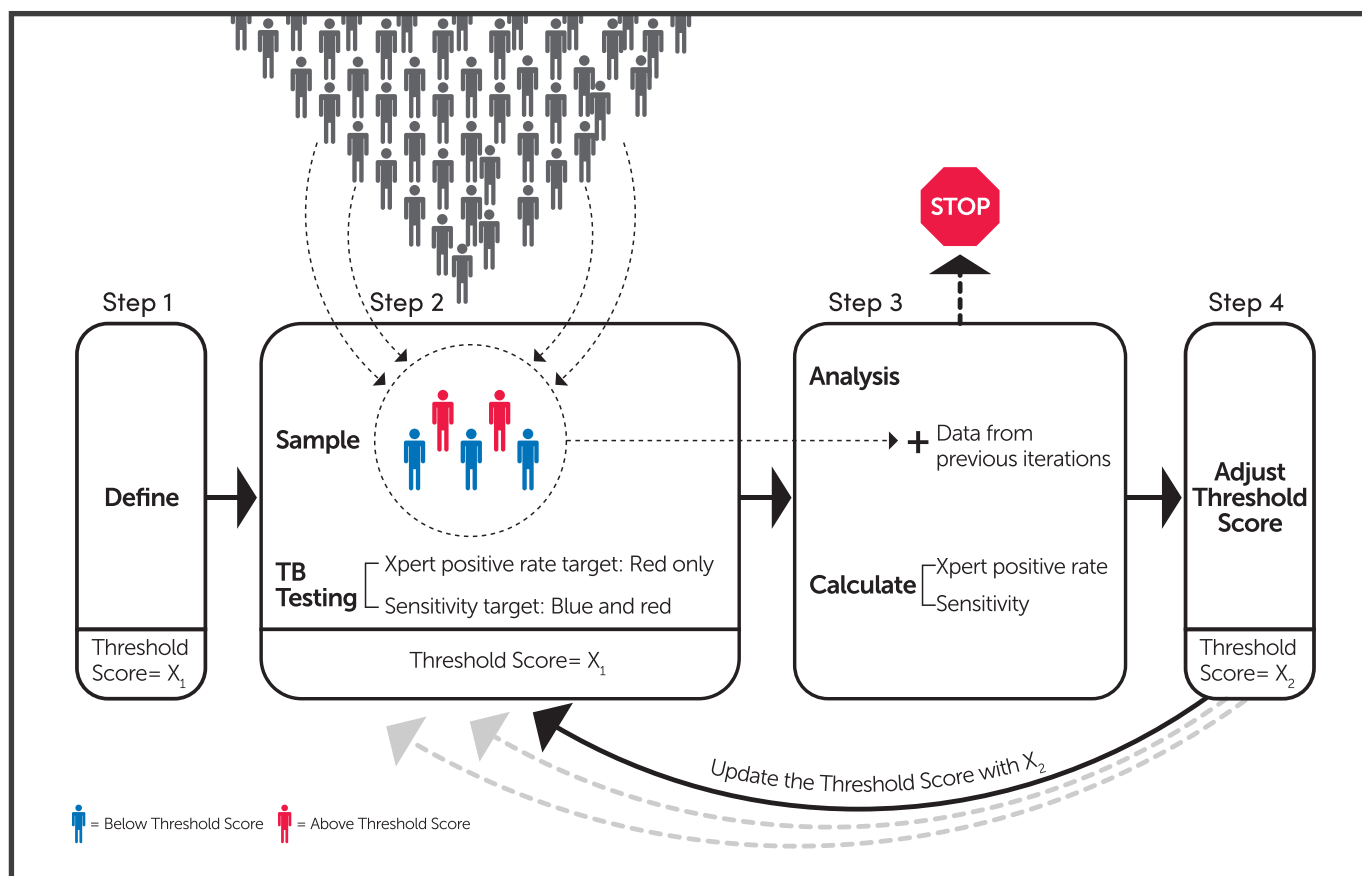 STOP
Step 1
Step 2
Step 3
Step 4
Define
Threshold
Score= X₁
Sample
TB
Testing
Xpert positive rate target: Red only
Sensitivity target: Blue and red
Threshold Score= X₁
Analysis
+ Data from
previous iterations
Calculate
Xpert positive rate
Sensitivity
Adjust
Threshold
Score
Threshold
Score= X₂
Update the Threshold Score with X₂
= Below Threshold Score
= Above Threshold Score